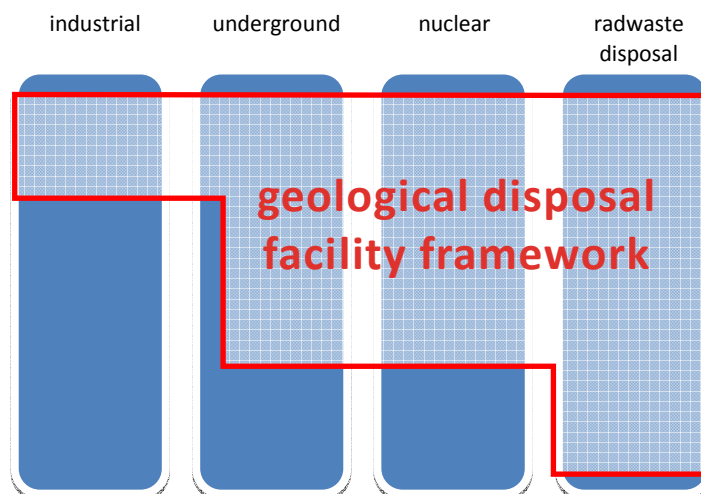 industrial
underground
nuclear
radwaste
disposal
geological disposal
facility framework